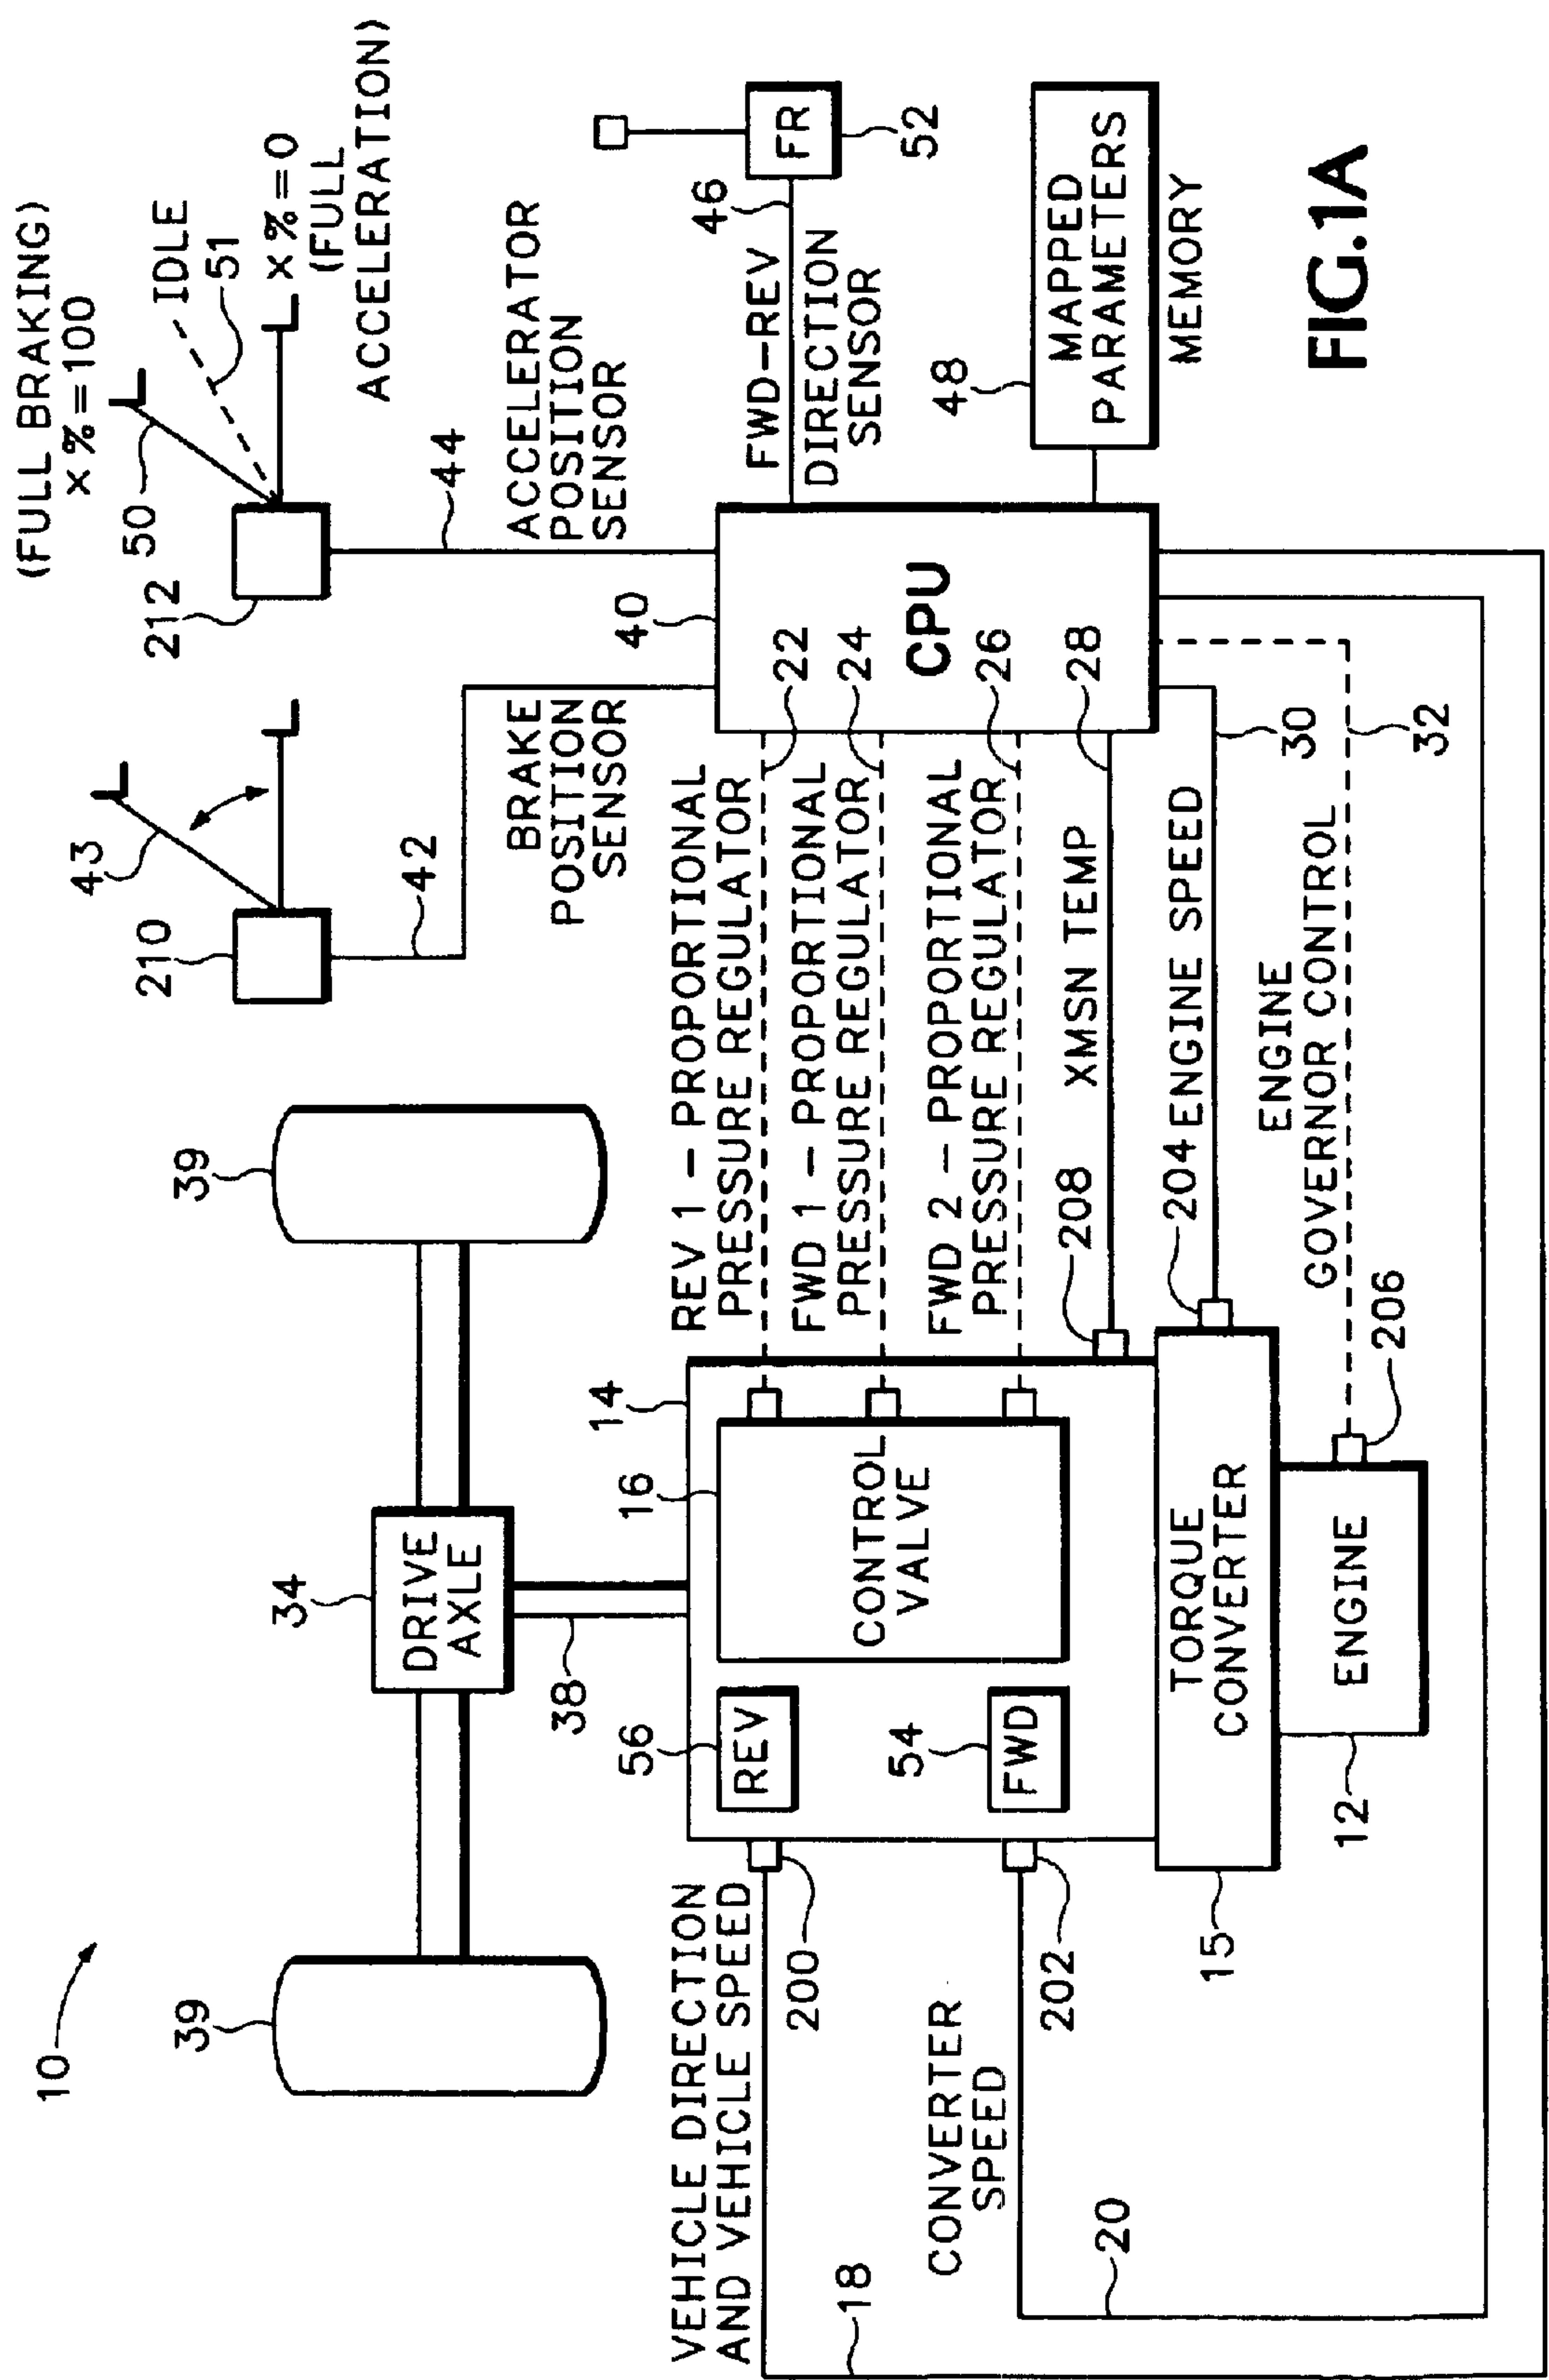 10
39
39
34
DRIVE
AXLE
38
210
43
42
BRAKE
POSITION
SENSOR
(FULL BRAKING)
x%=100
50
212
IDLE
51
x%=0
(FULL
ACCELERATION)
44
ACCELERATOR
POSITION
SENSOR
VEHICLE DIRECTION
AND VEHICLE SPEED
200
18
CONVERTER
SPEED
202
20
56
REV
54
FWD
16
14
CONTROL
VALVE
TORQUE
CONVERTER
15
ENGINE
12
REV 1 - PROPORTIONAL
PRESSURE REGULATOR
22
FWD 1 - PROPORTIONAL
PRESSURE REGULATOR
24
FWD 2 - PROPORTIONAL
PRESSURE REGULATOR
26
208
XMSN TEMP
28
204
ENGINE SPEED
30
ENGINE
GOVERNOR CONTROL
206
32
40
CPU
46
FWD-REV
DIRECTION
SENSOR
FR
52
48
MAPPED
PARAMETERS
MEMORY
FIG.1A